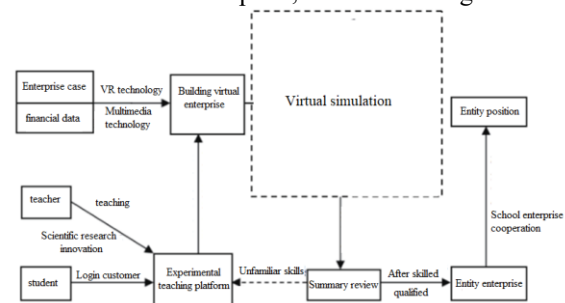 Enterprise case
financial data
VR technology
Multimedia
technology
Building virtual
enterprise
Virtual simulation
Entity position
teacher
teaching
Scientific research
innovation
student
Login customer
Experimental
teaching platform
Unfamiliar skills
Summary review
After skilled
qualified
Entity enterprise
School enterprise
cooperation